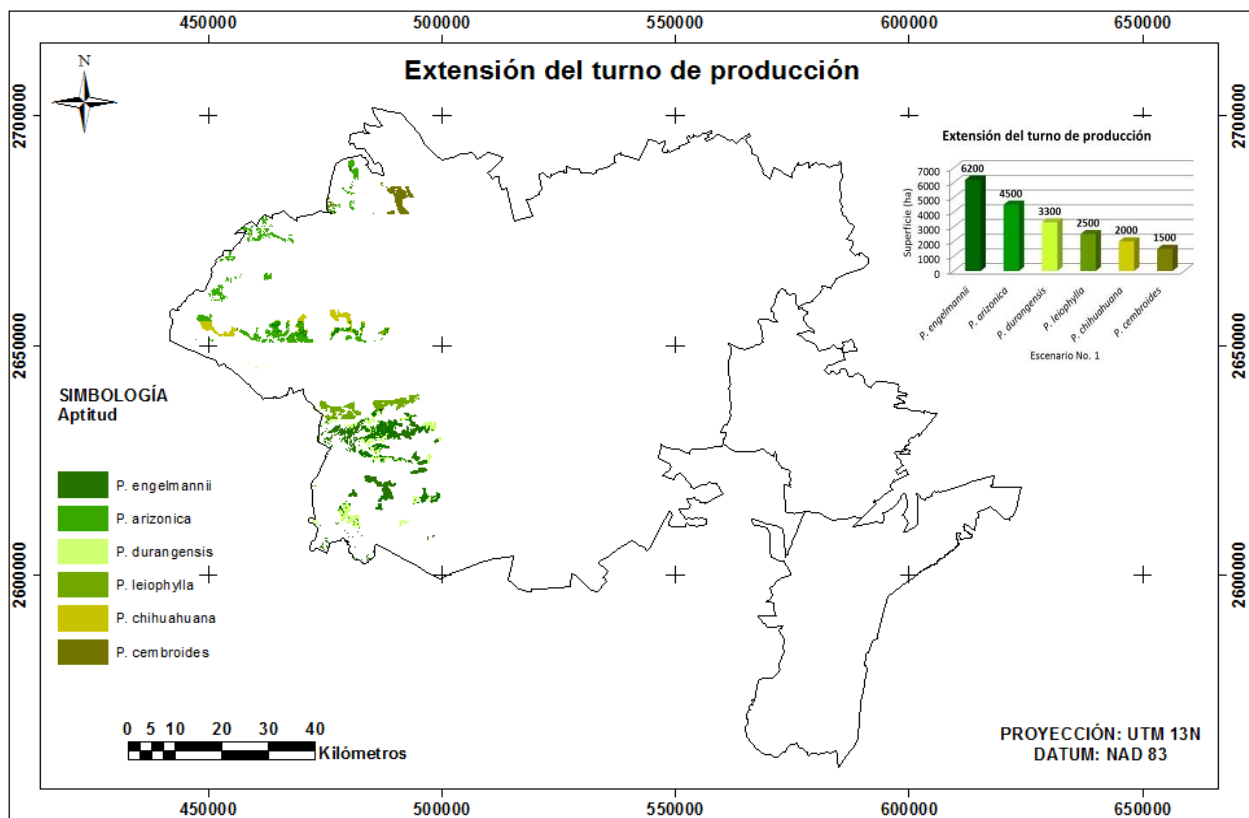 450000 500000 550000 600000 650000
N
Extensión del turno de producción
2700000
2700000
Extensión del turno de producción
Superficie (ha)
7000
6000
5000
4000
3000
2000
1000
0
6200
4500
3300
2500
2000
1500
P. engelmannii
P. arizonica
P. durangensis
P. leiophylla
P. chihuahuana
P. cembroides
Escenario No. 1
2650000
2650000
SIMBOLOGÍA
Aptitud
P. engelmannii
P. arizonica
P. durangensis
P. leiophylla
P. chihuahuana
P. cembroides
2600000
2600000
0 5 10 20 30 40
Kilómetros
PROYECCIÓN: UTM 13N
DATUM: NAD 83
450000 500000 550000 600000 650000